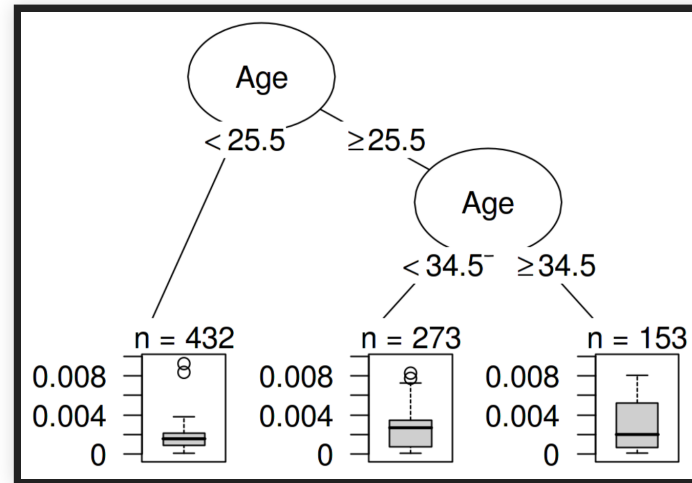 Age
< 25.5 ≥25.5
Age
< 34.5 ≥34.5
n = 432 n = 273 n = 153
0.008 0.008 0.008
0.004 0.004 0.004
0 0 0